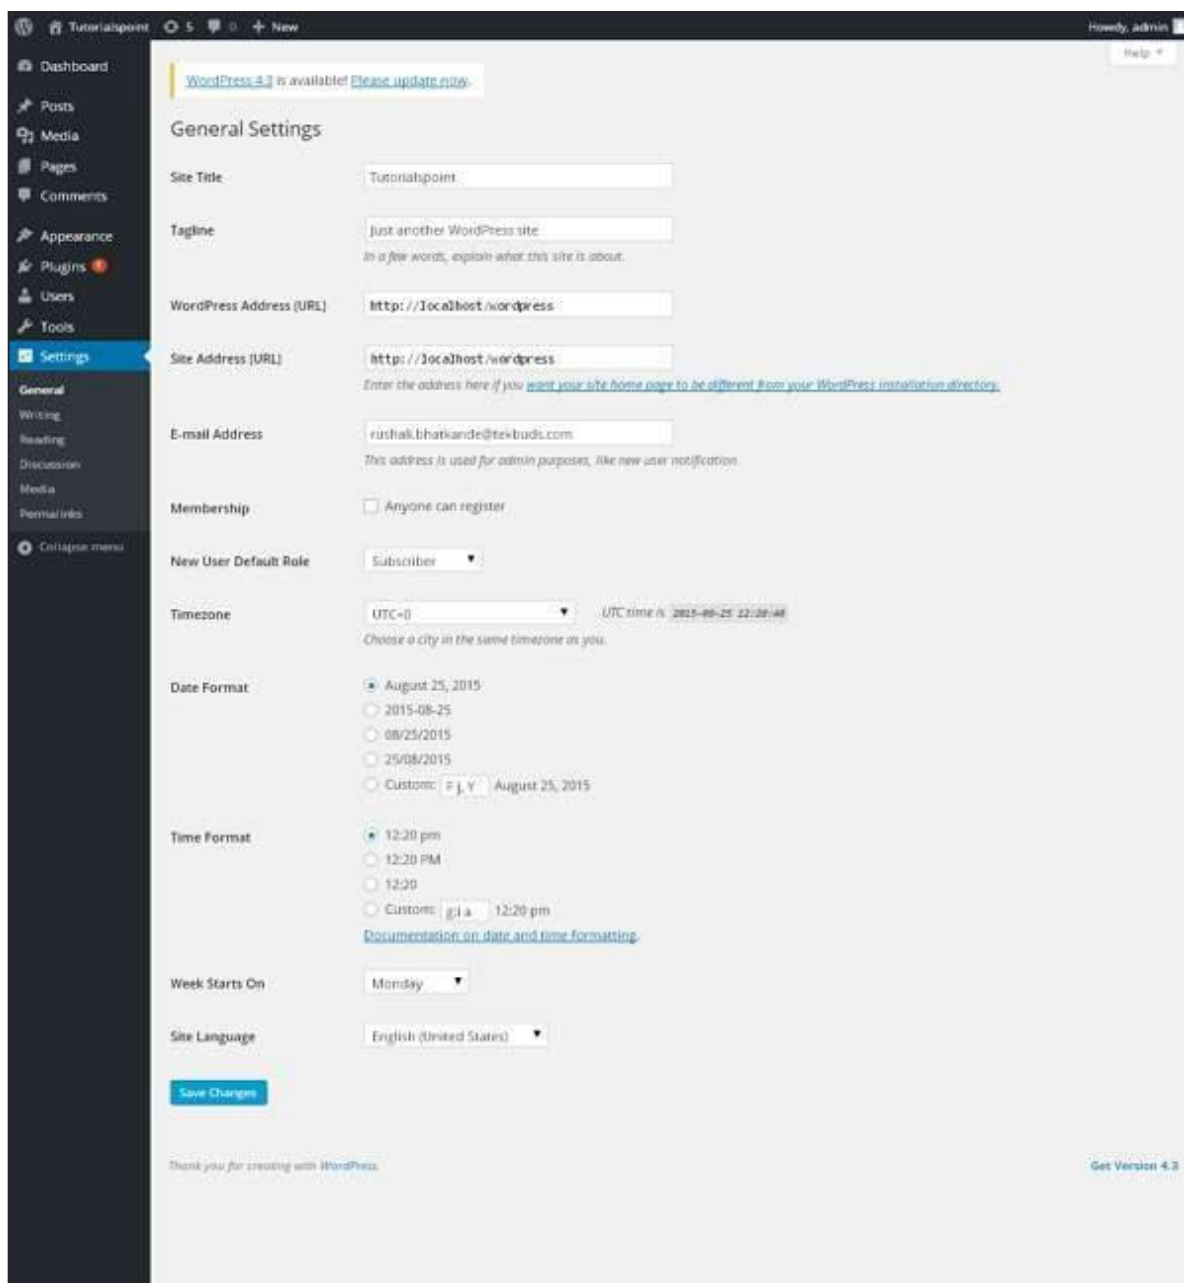 Tutorialspoint 5 0 + New Howdy, admin
Help ▼
Dashboard
Posts
Media
Pages
Comments
Appearance
Plugins 1
Users
Tools
Settings
General
Writing
Reading
Discussion
Media
Permalinks
Collapse menu
WordPress 4.3 is available! Please update now.
General Settings
Site Title Tutorialspoint
Tagline Just another WordPress site
In a few words, explain what this site is about.
WordPress Address (URL) http://localhost/wordpress
Site Address (URL) http://localhost/wordpress
Enter the address here if you want your site home page to be different from your WordPress installation directory.
E-mail Address rushali.bhatkande@tekbuds.com
This address is used for admin purposes, like new user notification.
Membership Anyone can register
New User Default Role Subscriber
Timezone UTC+0 UTC time is 2015-08-25 12:20:40
Choose a city in the same timezone as you.
Date Format August 25, 2015
2015-08-25
08/25/2015
25/08/2015
Custom: F j, Y August 25, 2015
Time Format 12:20 pm
12:20 PM
12:20
Custom: g:i a 12:20 pm
Documentation on date and time formatting.
Week Starts On Monday
Site Language English (United States)
Save Changes
Thank you for creating with WordPress. Get Version 4.3